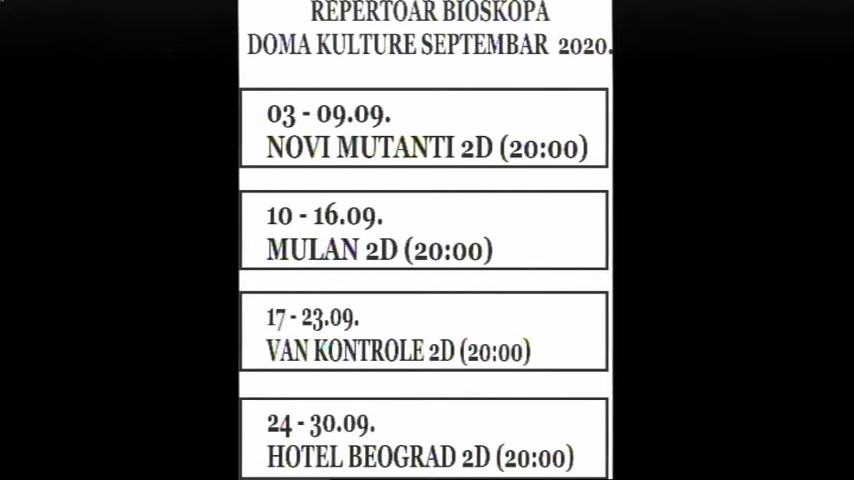 REPERTOAR BIOSKOPA
DOMA KULTURE SEPTEMBAR 2020.
03 - 09.09.
NOVI MUTANTI 2D (20:00)
10 - 16.09.
MULAN 2D (20:00)
17 - 23.09.
VAN KONTROLE 2D (20:00)
24 - 30.09.
HOTEL BEOGRAD 2D (20:00)